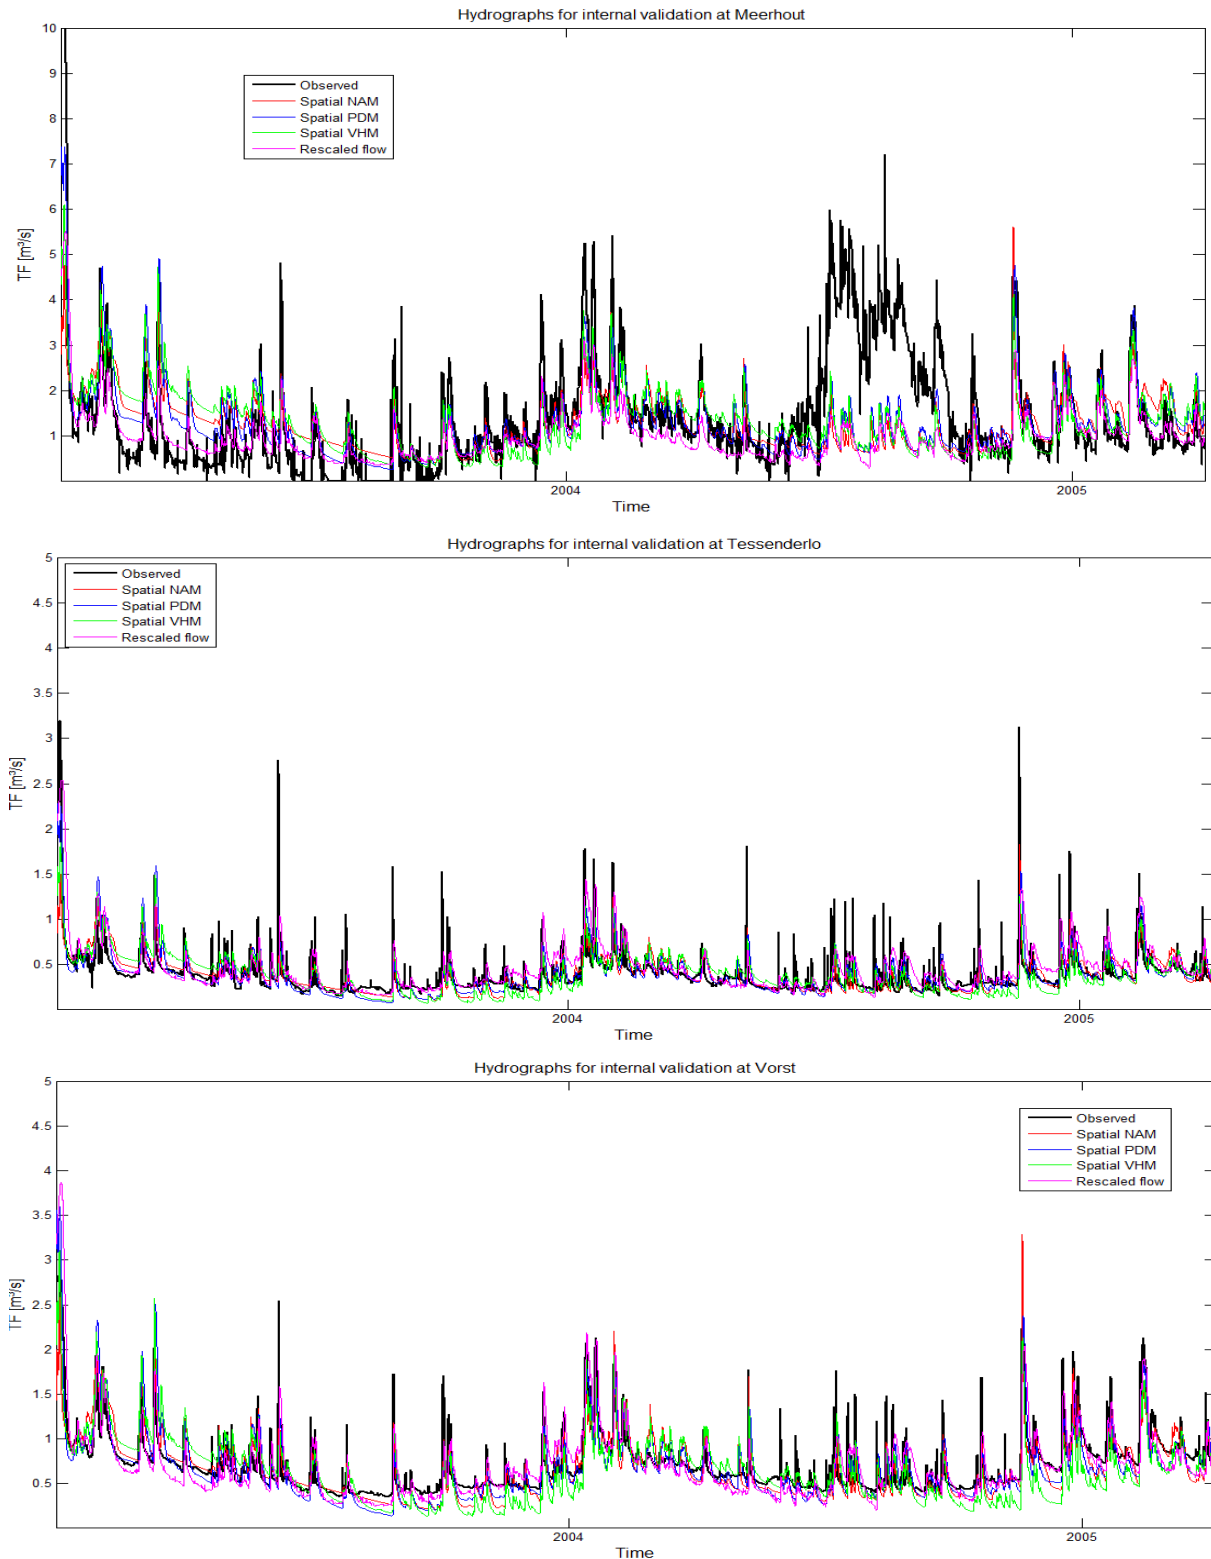 Hydrographs for internal validation at Meerhout
10
9
8
7
6
5
4
3
2
1
TF [m³/s]
Observed
Spatial NAM
Spatial PDM
Spatial VHM
Rescaled flow
2004
2005
Time
Hydrographs for internal validation at Tessenderlo
5
4.5
4
3.5
3
2.5
2
1.5
1
0.5
TF [m³/s]
Observed
Spatial NAM
Spatial PDM
Spatial VHM
Rescaled flow
2004
2005
Time
Hydrographs for internal validation at Vorst
5
4.5
4
3.5
3
2.5
2
1.5
1
0.5
TF [m³/s]
Observed
Spatial NAM
Spatial PDM
Spatial VHM
Rescaled flow
2004
2005
Time